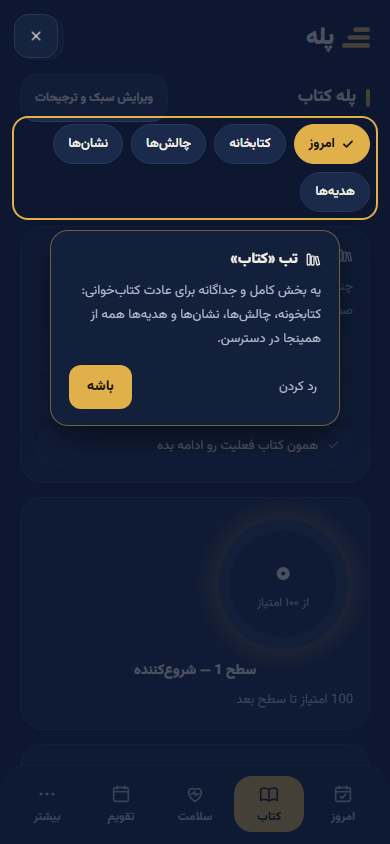 پله
پله کتاب
ویرایش سبک و ترجیحات
امروز
کتابخانه
چالش‌ها
نشان‌ها
هدیه‌ها
تب «کتاب»
یه بخش کامل و جداگانه برای عادت کتاب‌خوانی:
کتابخونه، چالش‌ها، نشان‌ها و هدیه‌ها همه از
همینجا در دسترسن.
رد کردن
باشه
همون کتاب فعلیت رو ادامه بده
۰
از ۱۰۰ امتیاز
سطح 1 — شروع‌کننده
100 امتیاز تا سطح بعد
امروز
کتاب
سلامت
تقویم
بیشتر